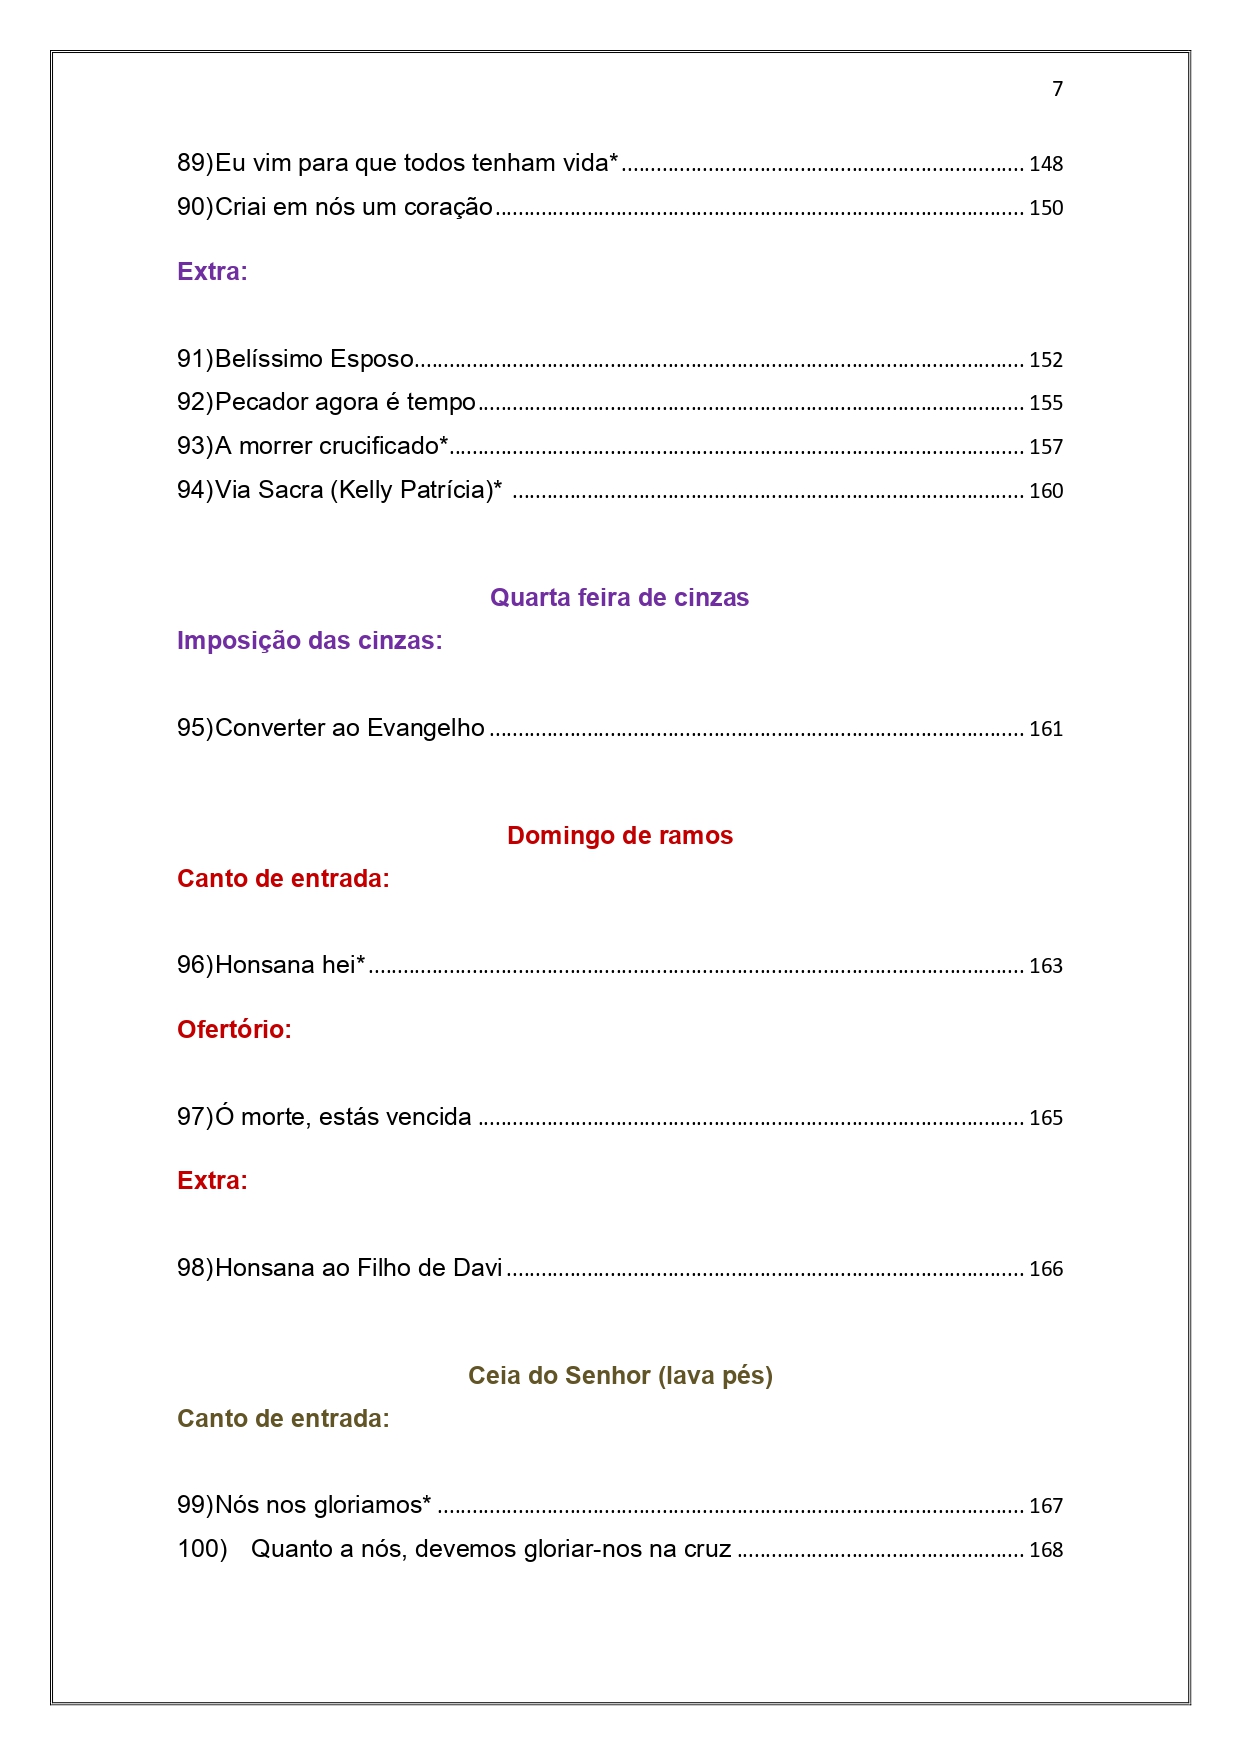 7
89)Eu vim para que todos tenham vida* ........................................................................ 148
90)Criai em nós um coração ............................................................................................. 150
Extra:
91)Belíssimo Esposo........................................................................................................... 152
92)Pecador agora é tempo ................................................................................................ 155
93)A morrer crucificado*..................................................................................................... 157
94)Via Sacra (Kelly Patrícia)* .......................................................................................... 160
Quarta feira de cinzas
Imposição das cinzas:
95)Converter ao Evangelho .............................................................................................. 161
Domingo de ramos
Canto de entrada:
96)Honsana hei* ................................................................................................................... 163
Ofertório:
97)Ó morte, estás vencida ................................................................................................ 165
Extra:
98)Honsana ao Filho de Davi ........................................................................................... 166
Ceia do Senhor (lava pés)
Canto de entrada:
99)Nós nos gloriamos* ....................................................................................................... 167
100) Quanto a nós, devemos gloriar-nos na cruz .................................................. 168